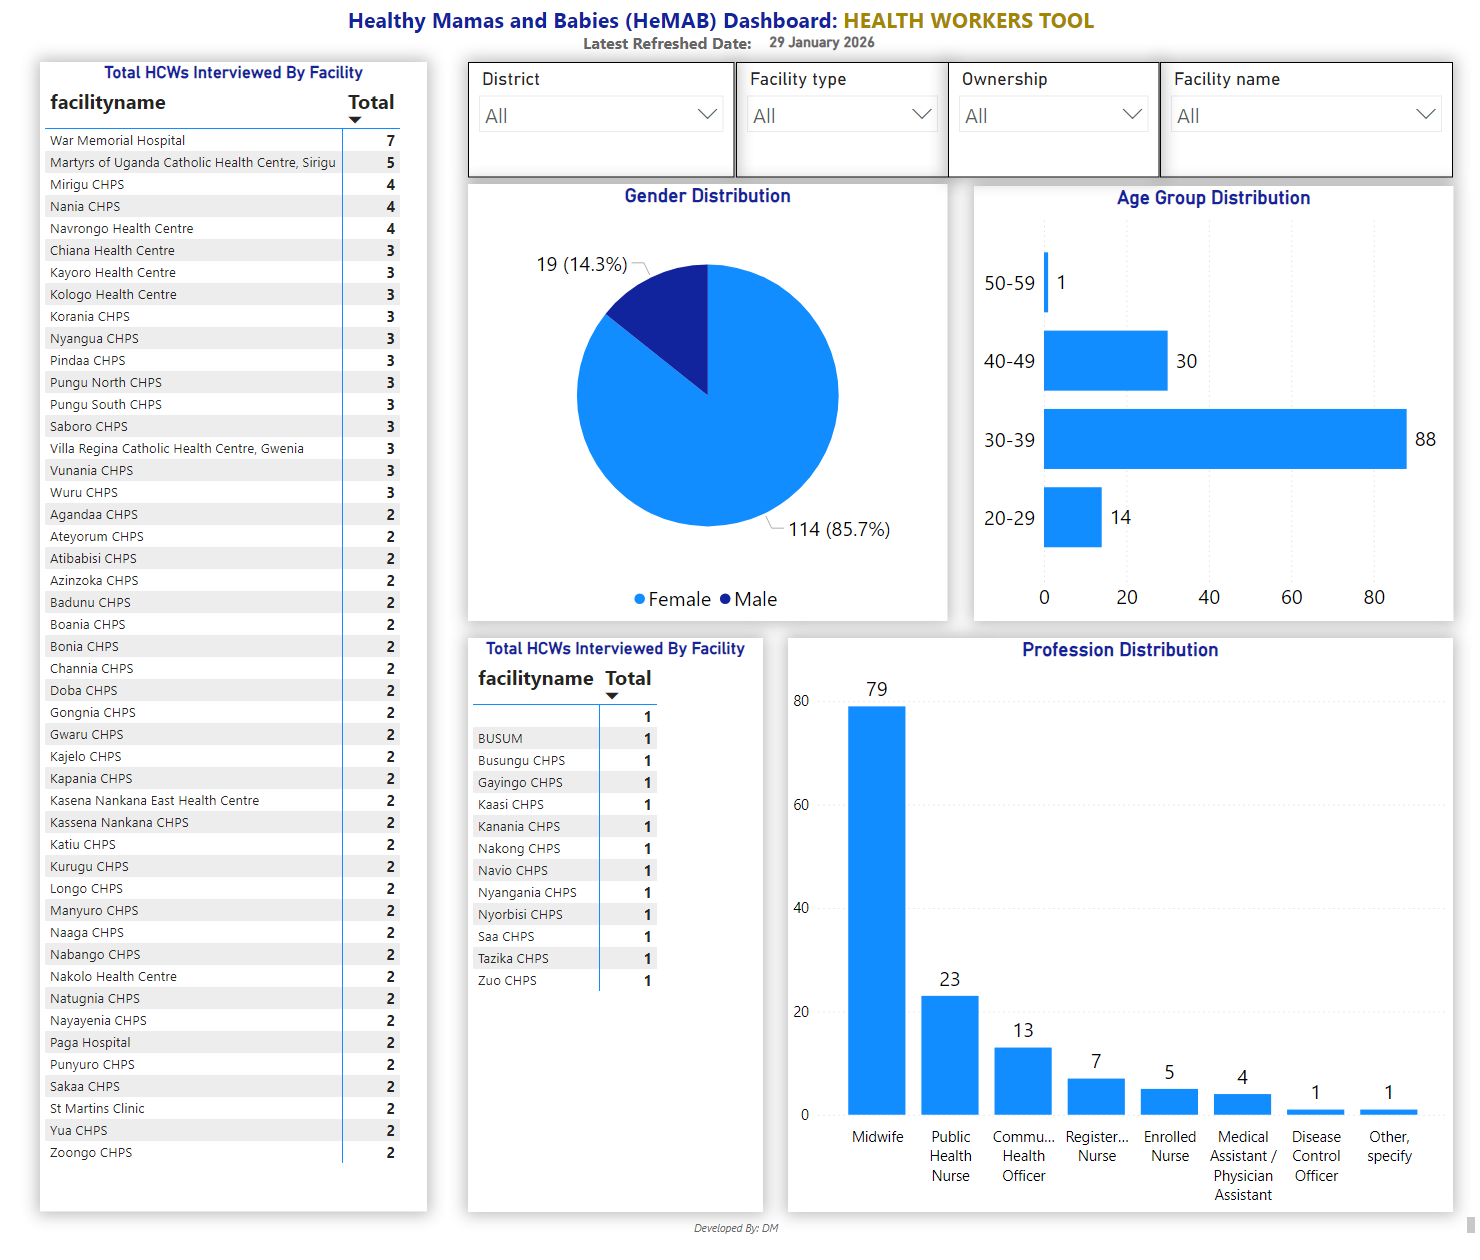 Healthy Mamas and Babies (HeMAB) Dashboard: HEALTH WORKERS TOOL
Latest Refreshed Date: 29 January 2026
Total HCWs Interviewed By Facility
facilityname Total
War Memorial Hospital 7
Martyrs of Uganda Catholic Health Centre, Sirigu 5
Mirigu CHPS 4
Nania CHPS 4
Navrongo Health Centre 4
Chiana Health Centre 3
Kayoro Health Centre 3
Kologo Health Centre 3
Korania CHPS 3
Nyangua CHPS 3
Pindaa CHPS 3
Pungu North CHPS 3
Pungu South CHPS 3
Saboro CHPS 3
Villa Regina Catholic Health Centre, Gwenia 3
Vunania CHPS 3
Wuru CHPS 3
Agandaa CHPS 2
Ateyorum CHPS 2
Atibabisi CHPS 2
Azinzoka CHPS 2
Badunu CHPS 2
Boania CHPS 2
Bonia CHPS 2
Channia CHPS 2
Doba CHPS 2
Gongnia CHPS 2
Gwaru CHPS 2
Kajelo CHPS 2
Kapania CHPS 2
Kasena Nankana East Health Centre 2
Kassena Nankana CHPS 2
Katiu CHPS 2
Kurugu CHPS 2
Longo CHPS 2
Manyuro CHPS 2
Naaga CHPS 2
Nabango CHPS 2
Nakolo Health Centre 2
Natugnia CHPS 2
Nayayenia CHPS 2
Paga Hospital 2
Punyuro CHPS 2
Sakaa CHPS 2
St Martins Clinic 2
Yua CHPS 2
Zoongo CHPS 2
District
All
Facility type
All
Ownership
All
Facility name
All
Gender Distribution
19 (14.3%)
114 (85.7%)
Female Male
Age Group Distribution
50-59 1
40-49 30
30-39 88
20-29 14
0 20 40 60 80
Total HCWs Interviewed By Facility
facilityname Total
1
BUSUM 1
Busungu CHPS 1
Gayingo CHPS 1
Kaasi CHPS 1
Kanania CHPS 1
Nakong CHPS 1
Navio CHPS 1
Nyangania CHPS 1
Nyorbisi CHPS 1
Saa CHPS 1
Tazika CHPS 1
Zuo CHPS 1
Profession Distribution
80
60
40
20
0
79
23
13
7
5
4
1
1
Midwife
Public
Health
Nurse
Commu...
Health
Officer
Register...
Nurse
Enrolled
Nurse
Medical
Assistant /
Physician
Assistant
Disease
Control
Officer
Other,
specify
Developed By: DM